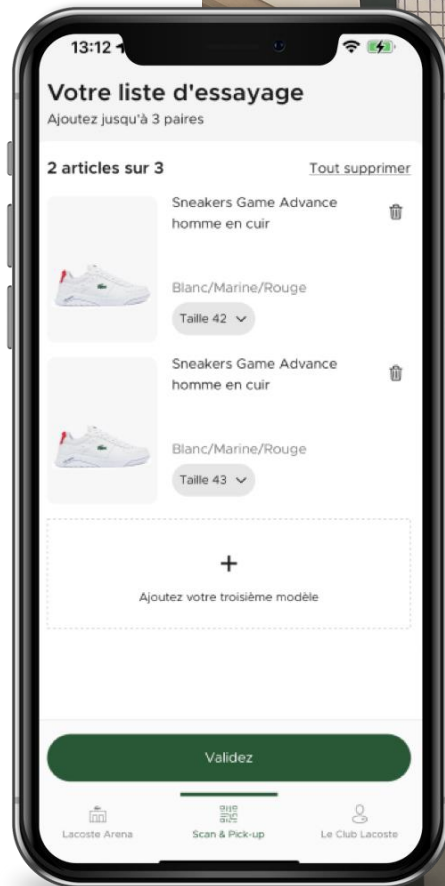 13:12
Votre liste d'essayage
Ajoutez jusqu'à 3 paires
2 articles sur 3
Tout supprimer
Sneakers Game Advance
homme en cuir
Blanc/Marine/Rouge
Taille 42
Sneakers Game Advance
homme en cuir
Blanc/Marine/Rouge
Taille 43
+
Ajoutez votre troisième modèle
Validez
Lacoste Arena
Scan & Pick-up
Le Club Lacoste